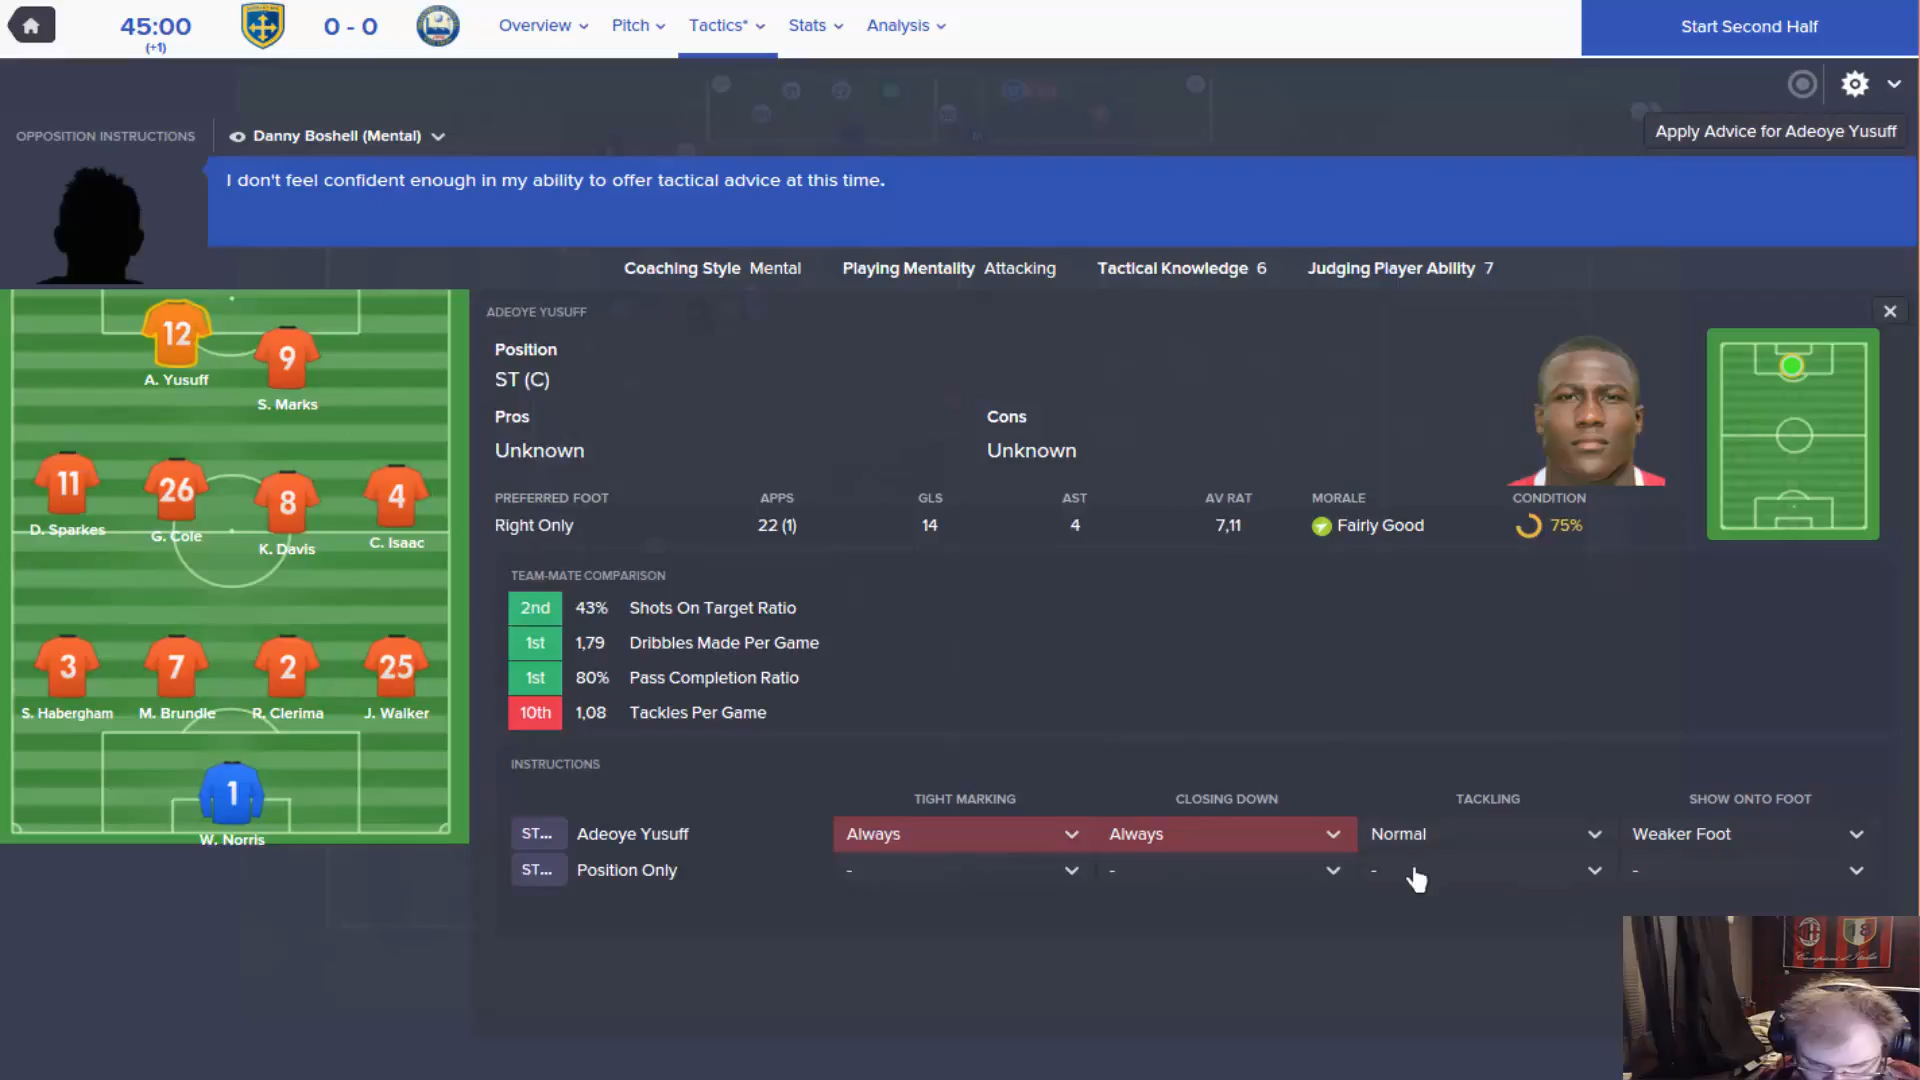 45:00
(+1)
0 - 0
Overview
Pitch
Tactics*
Stats
Analysis
Start Second Half
OPPOSITION INSTRUCTIONS
Danny Boshell (Mental)
Apply Advice for Adeoye Yusuff
I don't feel confident enough in my ability to offer tactical advice at this time.
Coaching Style Mental
Playing Mentality Attacking
Tactical Knowledge 6
Judging Player Ability 7
12
A. Yusuff
9
S. Marks
11
D. Sparkes
26
G. Cole
8
K. Davis
4
C. Isaac
3
S. Habergham
7
M. Brundle
2
R. Clerima
25
J. Walker
1
W. Norris
ADEOYE YUSUFF
Position
ST (C)
Pros
Unknown
Cons
Unknown
PREFERRED FOOT APPS GLS AST AV RAT MORALE CONDITION
Right Only 22 (1) 14 4 7,11 Fairly Good 75%
TEAM-MATE COMPARISON
2nd 43% Shots On Target Ratio
1st 1,79 Dribbles Made Per Game
1st 80% Pass Completion Ratio
10th 1,08 Tackles Per Game
INSTRUCTIONS
TIGHT MARKING CLOSING DOWN TACKLING SHOW ONTO FOOT
ST... Adeoye Yusuff Always Always Normal Weaker Foot
ST... Position Only - - - -
18